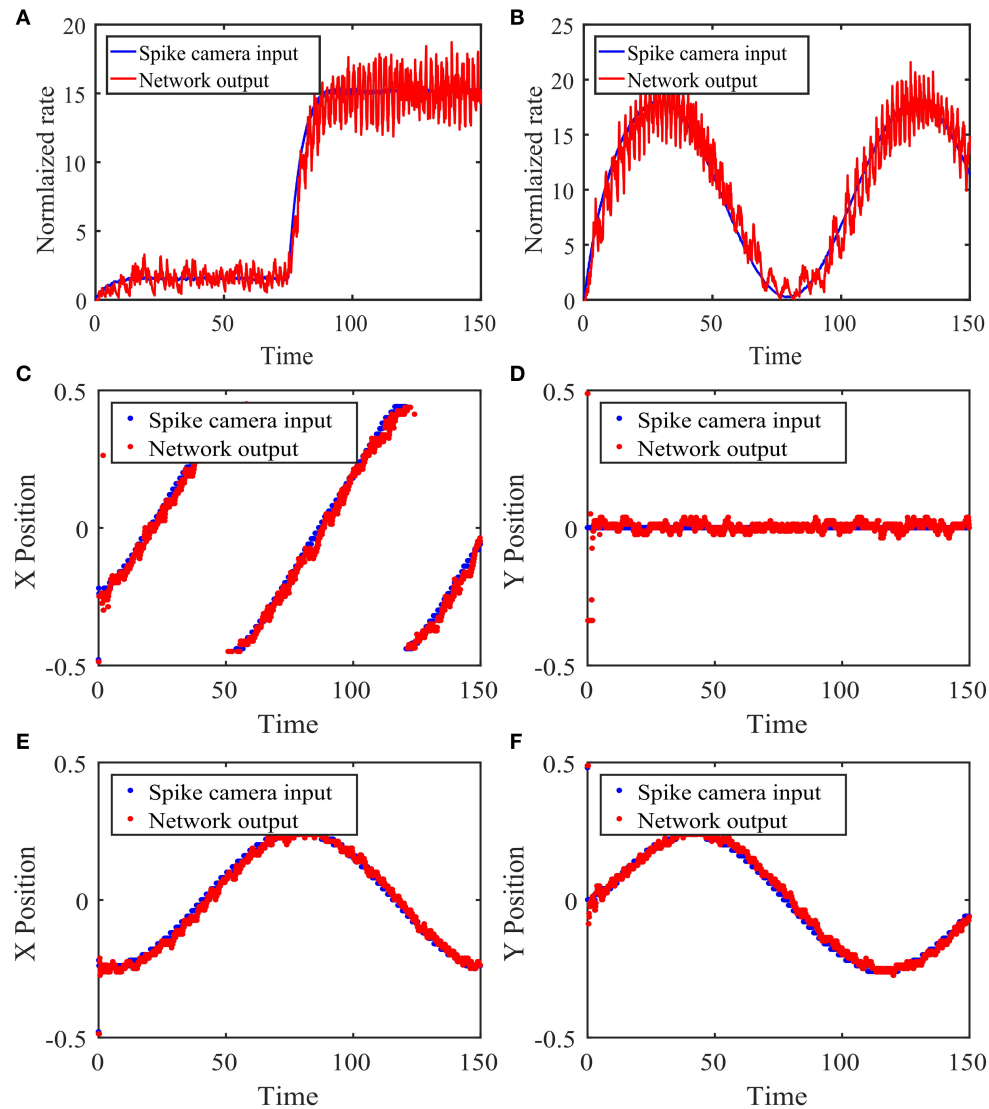 A
20
15
10
5
0
Normlaized rate
Spike camera input
Network output
0
50
100
150
Time
B
25
20
15
10
5
0
Normlaized rate
Spike camera input
Network output
0
50
100
150
Time
C
0.5
0
-0.5
X Position
Spike camera input
Network output
0
50
100
150
Time
D
0.5
0
-0.5
Y Position
Spike camera input
Network output
0
50
100
150
Time
E
0.5
0
-0.5
X Position
Spike camera input
Network output
0
50
100
150
Time
F
0.5
0
-0.5
Y Position
Spike camera input
Network output
0
50
100
150
Time